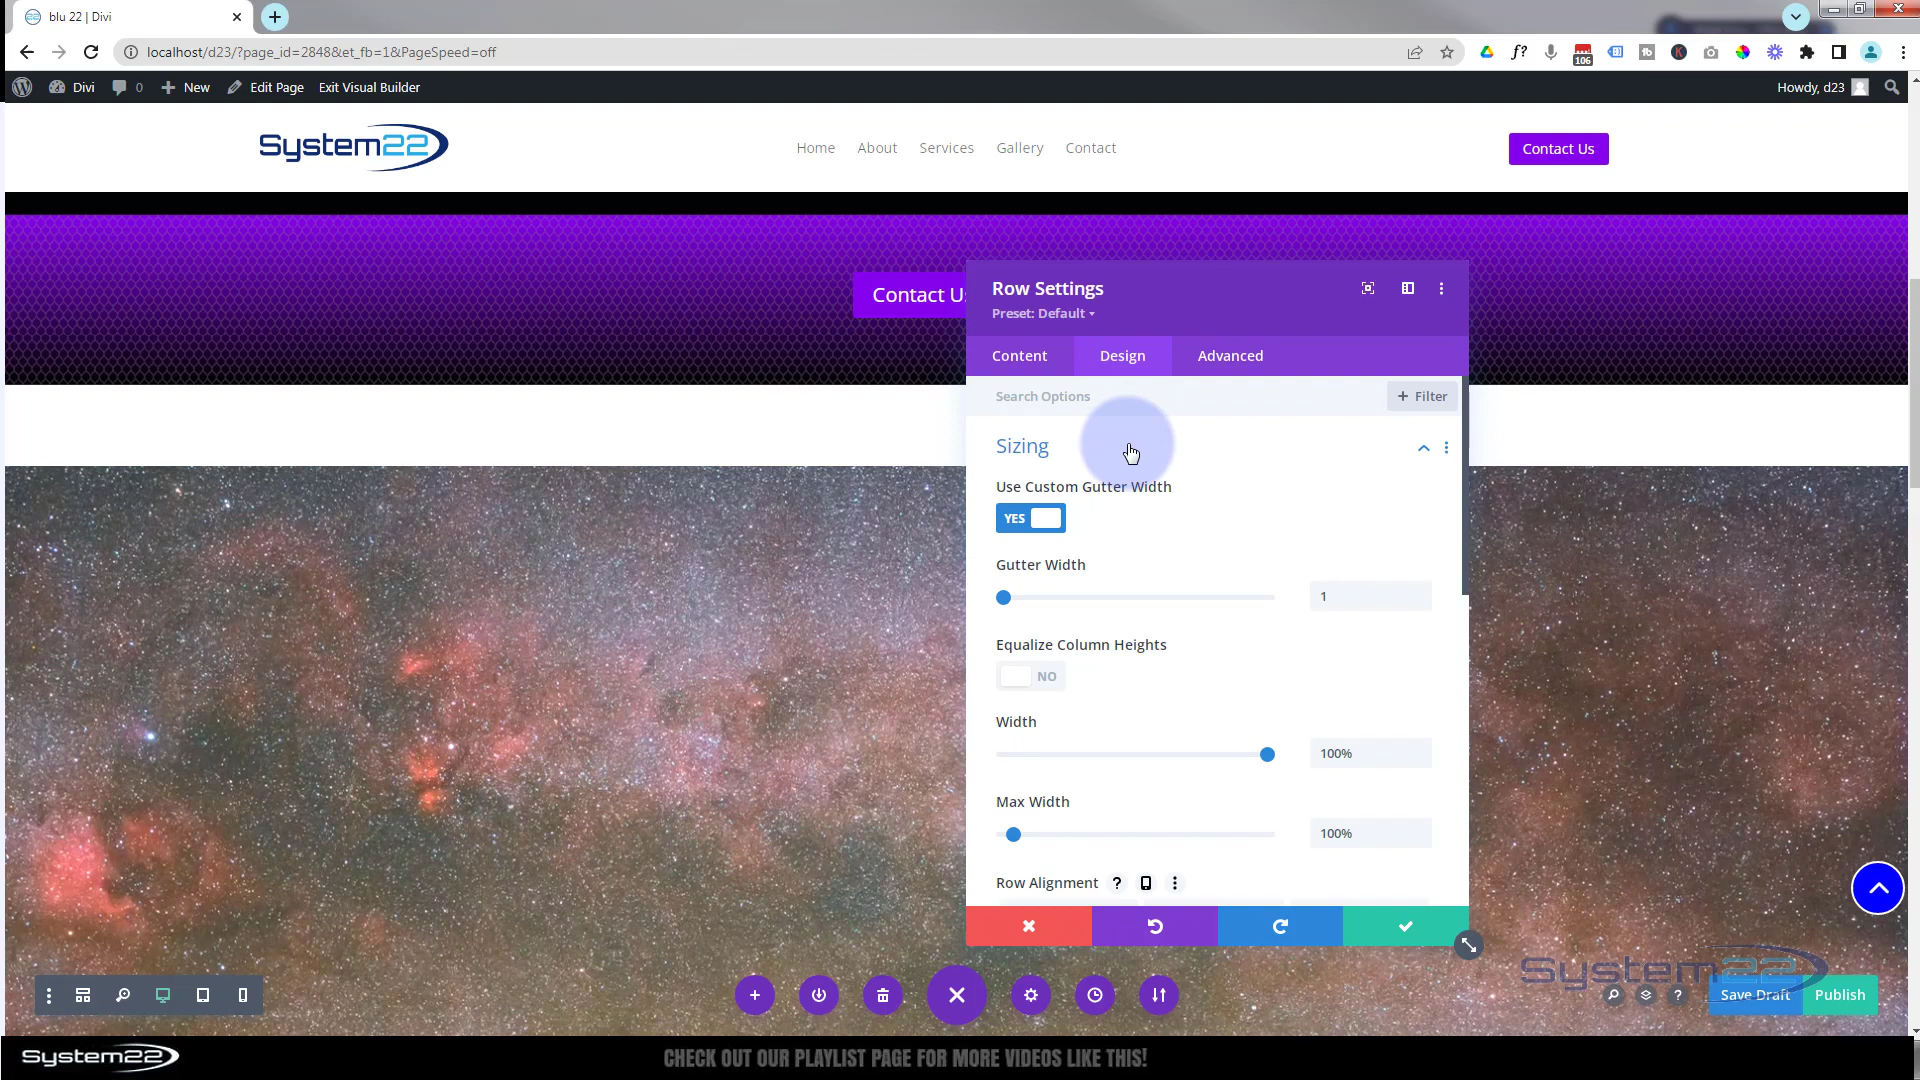 blu 22 | Divi
localhost/d23/?page_id=2848&et_fb=1&PageSpeed=off
106
Divi 0 New Edit Page Exit Visual Builder Howdy, d23
System22
Home About Services Gallery Contact
Contact Us
Contact Us
Row Settings
Preset: Default
Content Design Advanced
Search Options + Filter
Sizing
Use Custom Gutter Width
YES
Gutter Width
1
Equalize Column Heights
NO
Width
100%
Max Width
100%
Row Alignment ?
System22
Save Draft Publish
System22
CHECK OUT OUR PLAYLIST PAGE FOR MORE VIDEOS LIKE THIS!